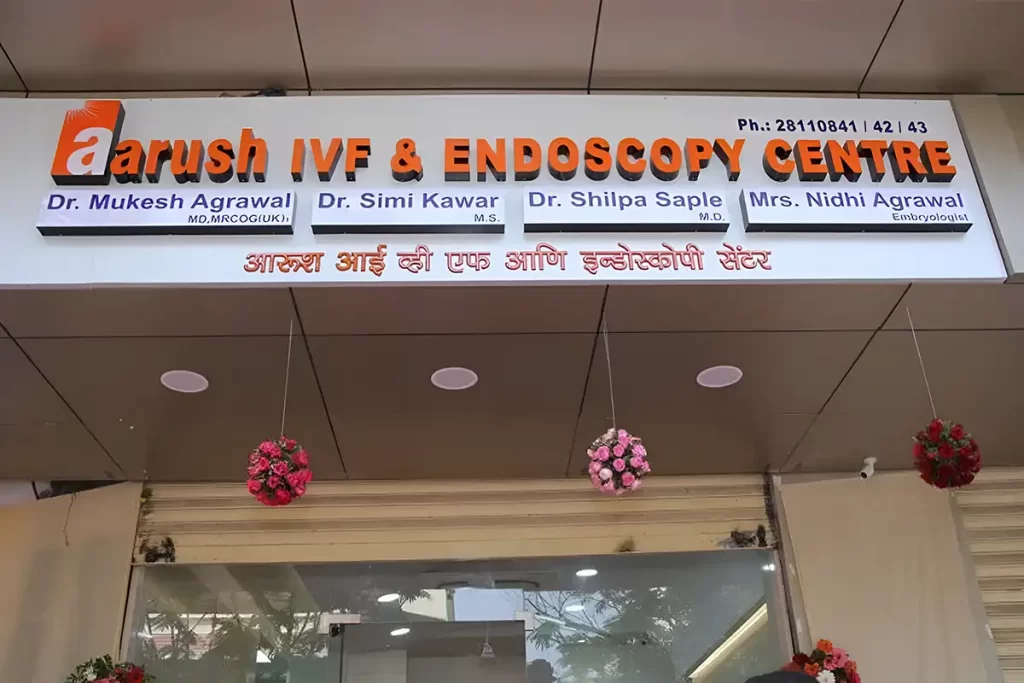 aarush IVF & ENDOSCOPY CENTRE
Ph.: 28110841 / 42 / 43
Dr. Mukesh Agrawal
MD,MRCOG(UK)
Dr. Simi Kawar
M.S.
Dr. Shilpa Saple
M.D.
Mrs. Nidhi Agrawal
Embryologist
आरूश आई व्ही एफ आणि इन्डोस्कोपी सेंटर